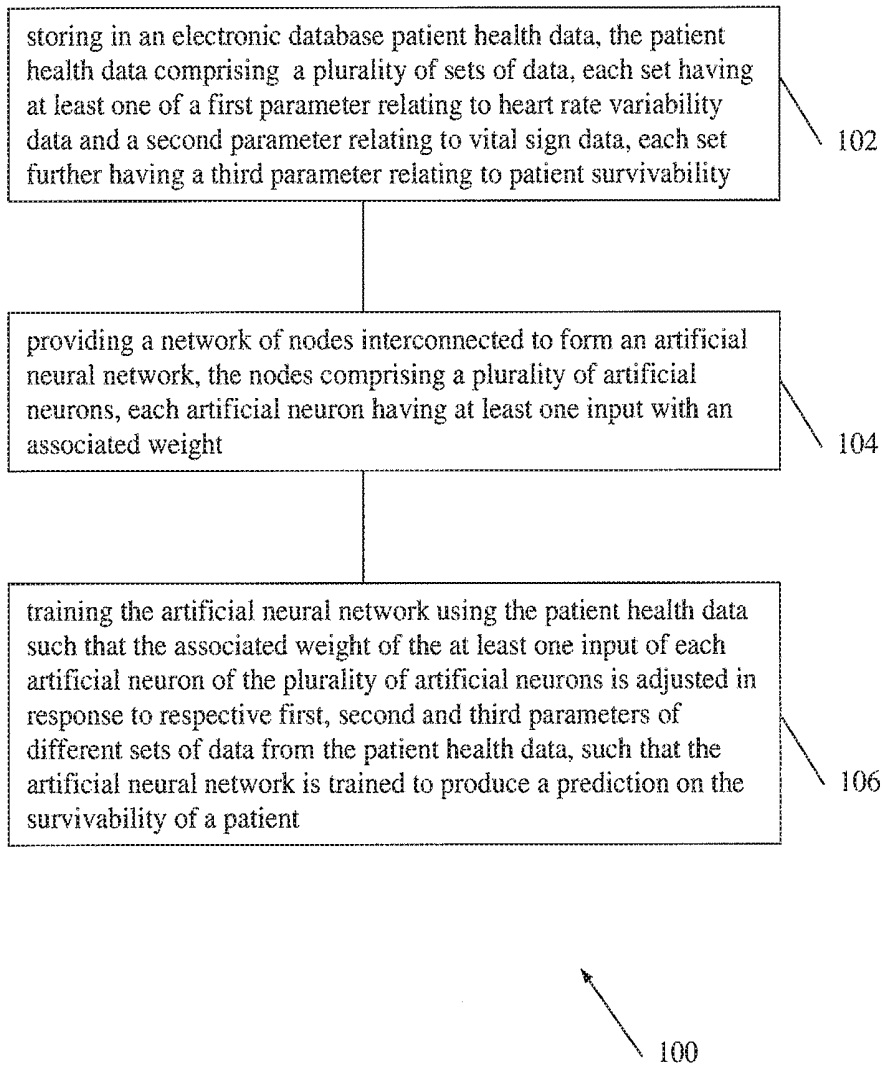 storing in an electronic database patient health data, the patient
health data comprising a plurality of sets of data, each set having
at least one of a first parameter relating to heart rate variability
data and a second parameter relating to vital sign data, each set
further having a third parameter relating to patient survivability
102
providing a network of nodes interconnected to form an artificial
neural network, the nodes comprising a plurality of artificial
neurons, each artificial neuron having at least one input with an
associated weight
104
training the artificial neural network using the patient health data
such that the associated weight of the at least one input of each
artificial neuron of the plurality of artificial neurons is adjusted in
response to respective first, second and third parameters of
different sets of data from the patient health data, such that the
artificial neural network is trained to produce a prediction on the
survivability of a patient
106
100